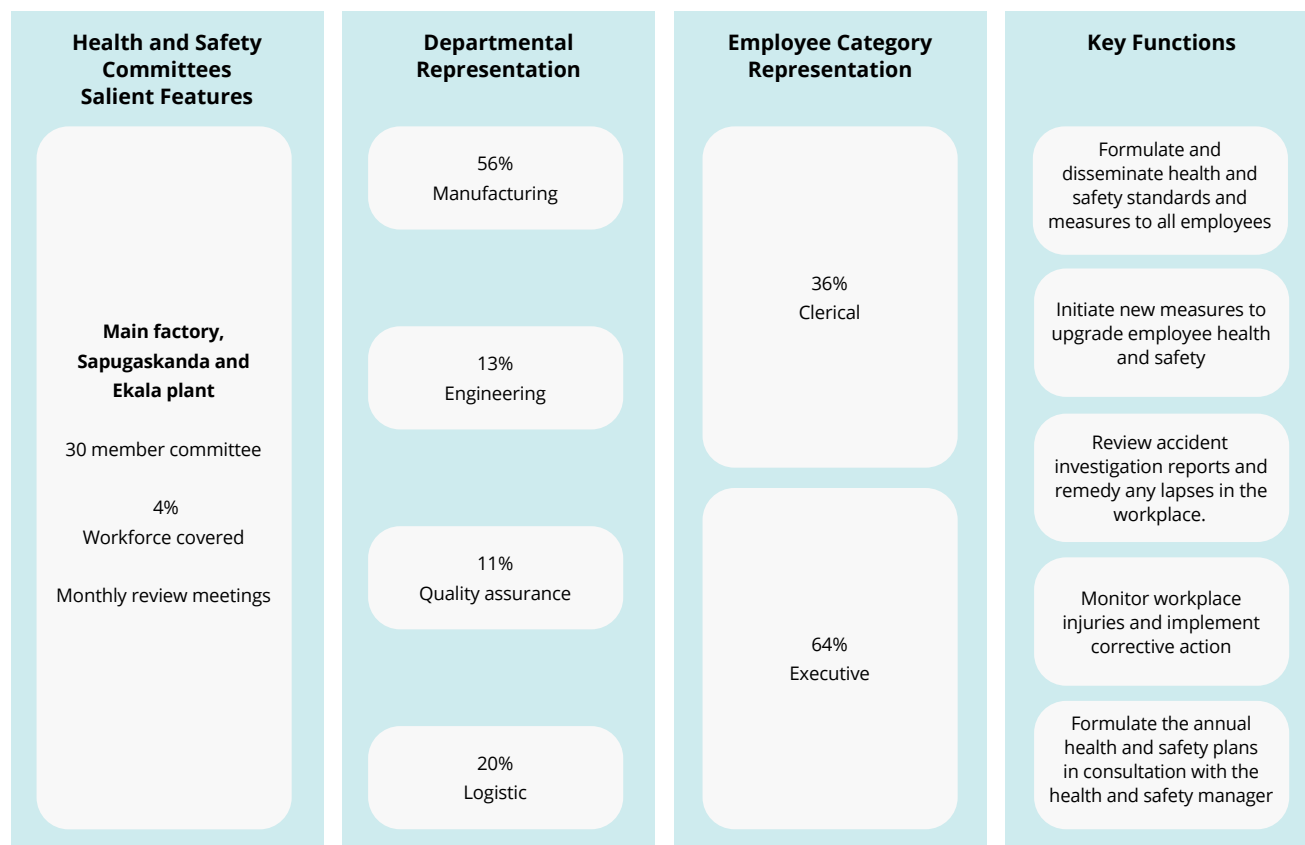 Health and Safety
Committees
Salient Features
Main factory,
Sapugaskanda and
Ekala plant
30 member committee
4%
Workforce covered
Monthly review meetings
Departmental
Representation
56%
Manufacturing
13%
Engineering
11%
Quality assurance
20%
Logistic
Employee Category
Representation
36%
Clerical
64%
Executive
Key Functions
Formulate and
disseminate health and
safety standards and
measures to all employees
Initiate new measures to
upgrade employee health
and safety
Review accident
investigation reports and
remedy any lapses in the
workplace.
Monitor workplace
injuries and implement
corrective action
Formulate the annual
health and safety plans
in consultation with the
health and safety manager